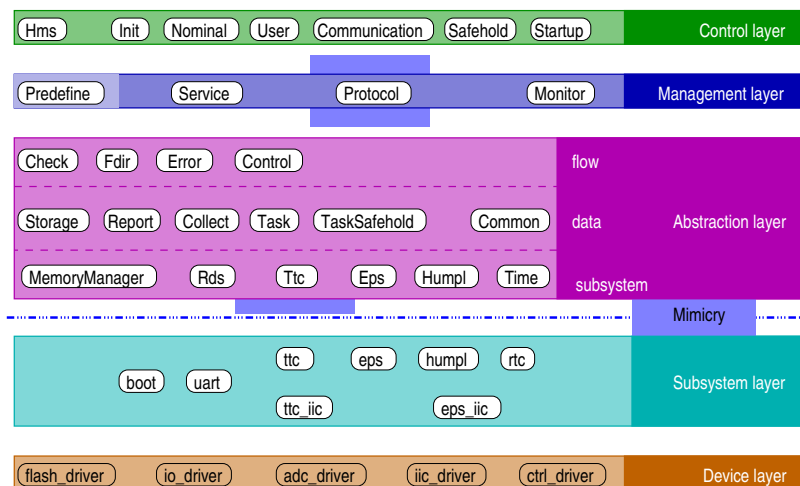 Hms Init Nominal User Communication Safehold Startup Control layer
Predefine Service Protocol Monitor Management layer
Check Fdir Error Control flow
Storage Report Collect Task TaskSafehold Common data Abstraction layer
MemoryManager Rds Ttc Eps Humpl Time subsystem
Mimicry
ttc eps humpl rtc
boot uart Subsystem layer
ttc_iic eps_iic
flash_driver io_driver adc_driver iic_driver ctrl_driver Device layer